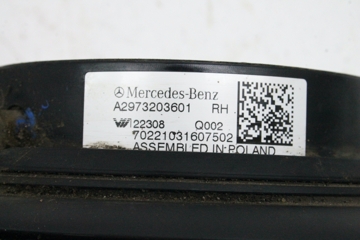 Mercedes-Benz
A2973203601 RH
22308 Q002
70221031607502
ASSEMBLED IN POLAND